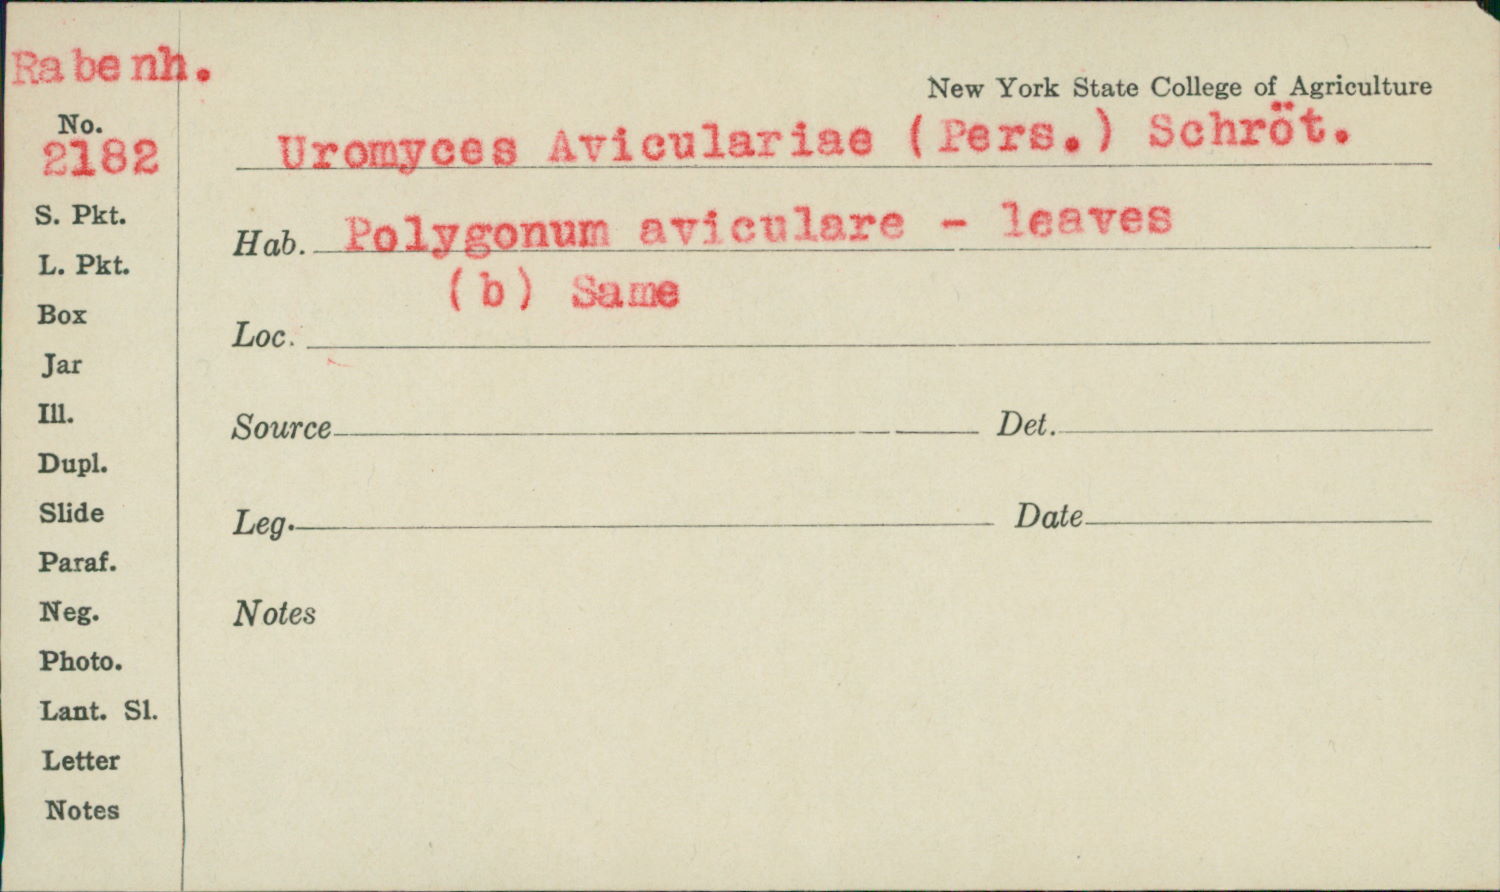 Rabenh.
New York State College of Agriculture
No.
2182
Uromyces Aviculariae (Pers.) Schröt.
S. Pkt.
Hab. Polygonum aviculare - leaves
L. Pkt.
(b) Same
Box
Loc.
Jar
Ill.
Source Det.
Dupl.
Slide
Leg. Date
Paraf.
Neg.
Notes
Photo.
Lant. Sl.
Letter
Notes